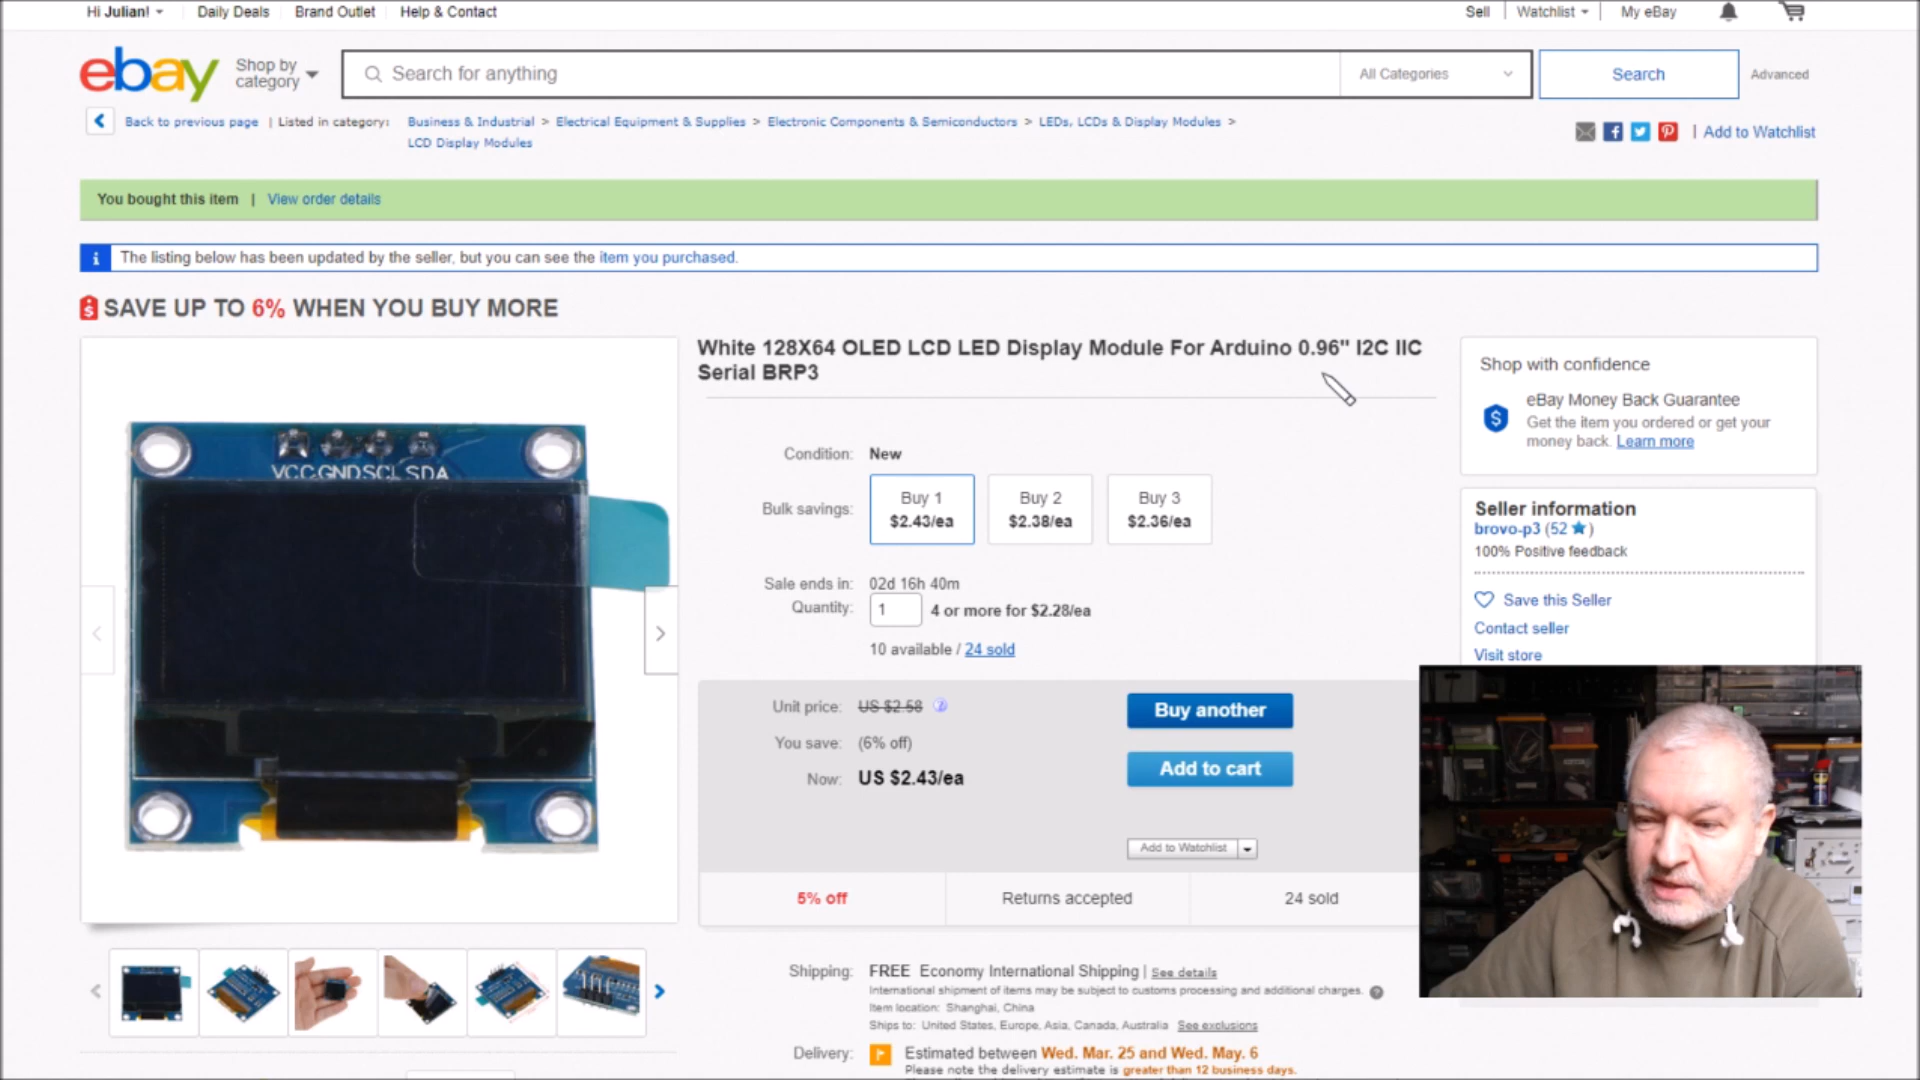 Hi Julian!
Daily Deals
Brand Outlet
Help & Contact
Sell
Watchlist
My eBay
ebay
Shop by
category
Search for anything
All Categories
Search
Advanced
Back to previous page | Listed in category:
Business & Industrial > Electrical Equipment & Supplies > Electronic Components & Semiconductors > LEDs, LCDs & Display Modules >
LCD Display Modules
| Add to Watchlist
You bought this item | View order details
The listing below has been updated by the seller, but you can see the item you purchased.
SAVE UP TO 6% WHEN YOU BUY MORE
VCC GND SCL SDA
White 128X64 OLED LCD LED Display Module For Arduino 0.96" I2C IIC
Serial BRP3
Condition: New
Bulk savings:
Buy 1
$2.43/ea
Buy 2
$2.38/ea
Buy 3
$2.36/ea
Sale ends in: 02d 16h 40m
Quantity: 1 4 or more for $2.28/ea
10 available / 24 sold
Unit price: US $2.58
You save: (6% off)
Now: US $2.43/ea
Buy another
Add to cart
Add to Watchlist
5% off
Returns accepted
24 sold
Shipping: FREE Economy International Shipping | See details
International shipment of items may be subject to customs processing and additional charges.
Item location: Shanghai, China
Ships to: United States, Europe, Asia, Canada, Australia See exclusions
Delivery: Estimated between Wed. Mar. 25 and Wed. May. 6
Please note the delivery estimate is greater than 12 business days.
Shop with confidence
eBay Money Back Guarantee
Get the item you ordered or get your
money back. Learn more
Seller information
brovo-p3 (52 ★)
100% Positive feedback
Save this Seller
Contact seller
Visit store